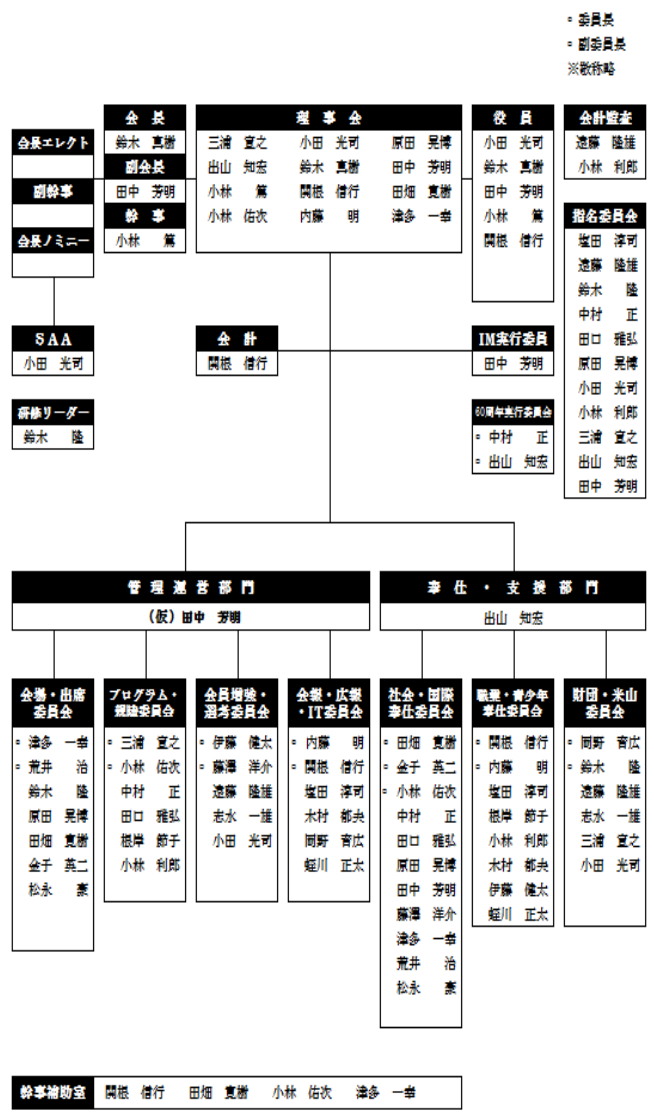 ▫ 委員長
▫ 副委員長
※敬称略
会長エレクト
副幹事
会長ノミニー
会 長
鈴木 真樹
副会長
田中 芳明
幹 事
小林 篤
理 事 会
三浦 宣之 小田 光司 原田 晃博
出山 知宏 鈴木 真樹 田中 芳明
小林 篤 関根 信行 田畑 寛樹
小林 佑次 内藤 明 津多 一幸
役 員
小田 光司
鈴木 真樹
田中 芳明
小林 篤
関根 信行
会計監査
遠藤 隆雄
小林 利郎
指名委員会
塩田 淳司
遠藤 隆雄
鈴木 隆
中村 正
田口 雅弘
原田 晃博
小田 光司
小林 利郎
三浦 宣之
出山 知宏
田中 芳明
SAA
小田 光司
会 計
関根 信行
IM実行委員
田中 芳明
研修リーダー
鈴木 隆
60周年実行委員会
▫ 中村 正
▫ 出山 知宏
管 理 運 営 部 門
(仮) 田中 芳明
奉 仕 ・ 支 援 部 門
出山 知宏
会場・出席
委員会
▫ 津多 一幸
▫ 荒井 治
鈴木 隆
原田 晃博
田畑 寛樹
金子 英二
松永 豪
プログラム・
親睦委員会
▫ 三浦 宣之
▫ 小林 佑次
中村 正
田口 雅弘
根岸 節子
小林 利郎
会員増強・
選考委員会
▫ 伊藤 健太
▫ 藤澤 洋介
遠藤 隆雄
志水 一雄
小田 光司
会報・広報
・IT委員会
▫ 内藤 明
▫ 関根 信行
塩田 淳司
木村 郁央
岡野 育広
蛭川 正太
社会・国際
奉仕委員会
▫ 田畑 寛樹
▫ 金子 英二
▫ 小林 佑次
中村 正
田口 雅弘
原田 晃博
田中 芳明
藤澤 洋介
津多 一幸
荒井 治
松永 豪
職業・青少年
奉仕委員会
▫ 関根 信行
▫ 内藤 明
塩田 淳司
根岸 節子
小林 利郎
木村 郁央
伊藤 健太
蛭川 正太
財団・米山
委員会
▫ 岡野 育広
▫ 鈴木 隆
遠藤 隆雄
志水 一雄
三浦 宣之
小田 光司
幹事補助室 関根 信行 田畑 寛樹 小林 佑次 津多 一幸